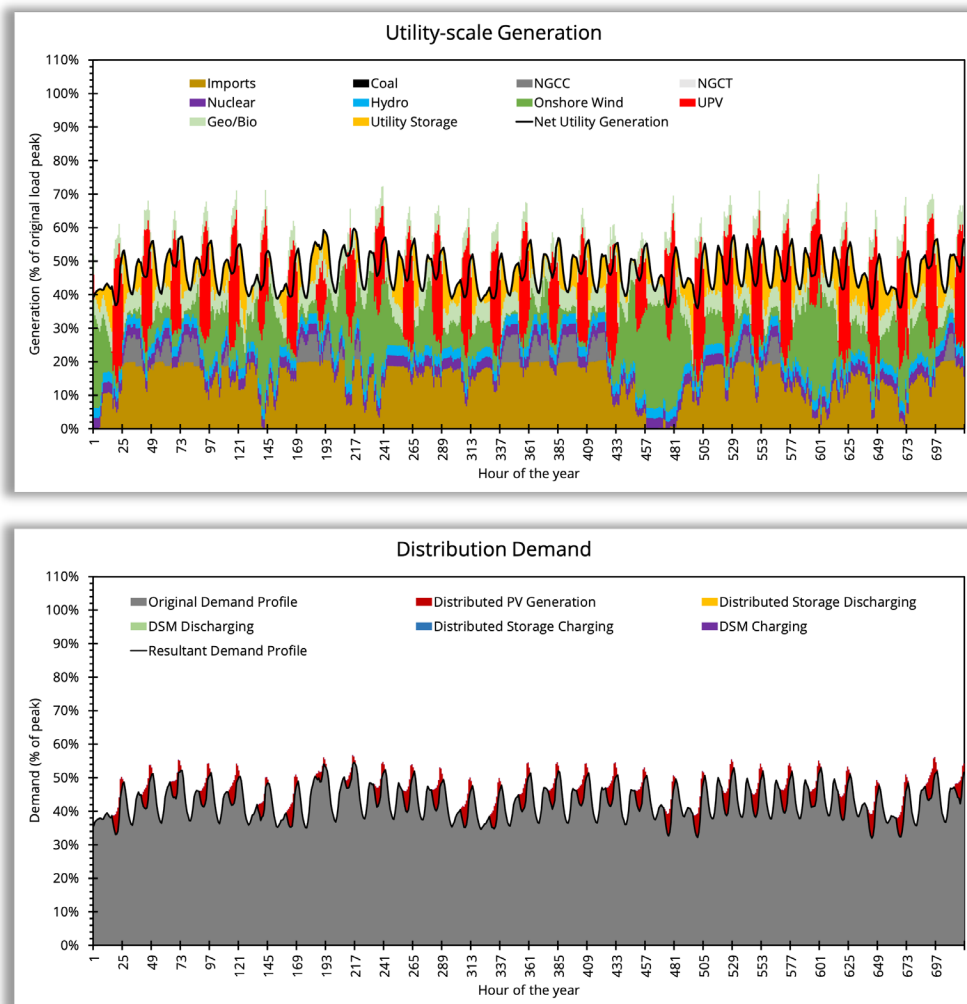 Utility-scale Generation
110%
100%
90%
80%
70%
60%
50%
40%
30%
20%
10%
0%
Generation (% of original load peak)
Imports Coal NGCC NGCT
Nuclear Hydro Onshore Wind UPV
Geo/Bio Utility Storage Net Utility Generation
1 25 49 73 97 121 145 169 193 217 241 265 289 313 337 361 385 409 433 457 481 505 529 553 577 601 625 649 673 697
Hour of the year
Distribution Demand
110%
100%
90%
80%
70%
60%
50%
40%
30%
20%
10%
0%
Demand (% of peak)
Original Demand Profile Distributed PV Generation Distributed Storage Discharging
DSM Discharging Distributed Storage Charging DSM Charging
Resultant Demand Profile
1 25 49 73 97 121 145 169 193 217 241 265 289 313 337 361 385 409 433 457 481 505 529 553 577 601 625 649 673 697
Hour of the year